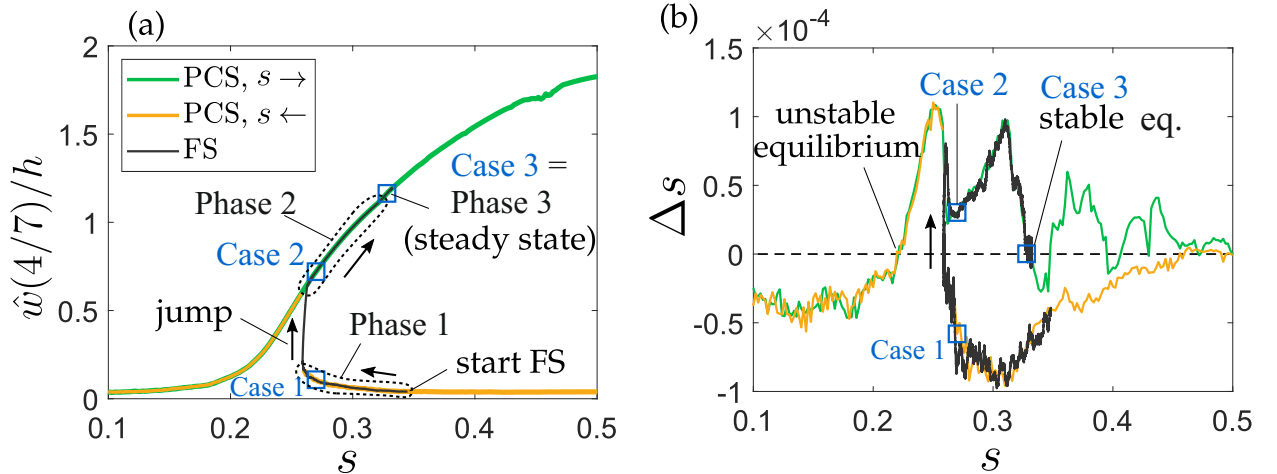 (a)
2
1.5
1
0.5
0
0.1
0.2
0.3
0.4
0.5
s
ŵ(4/7)/h
PCS, s →
PCS, s ←
FS
Case 3 =
Phase 3
(steady state)
Phase 2
Case 2
jump
Phase 1
start FS
Case 1
(b)
×10⁻⁴
1.5
1
0.5
0
-0.5
-1
0.1
0.2
0.3
0.4
0.5
s
Δs
Case 2
Case 3
stable eq.
unstable
equilibrium
Case 1